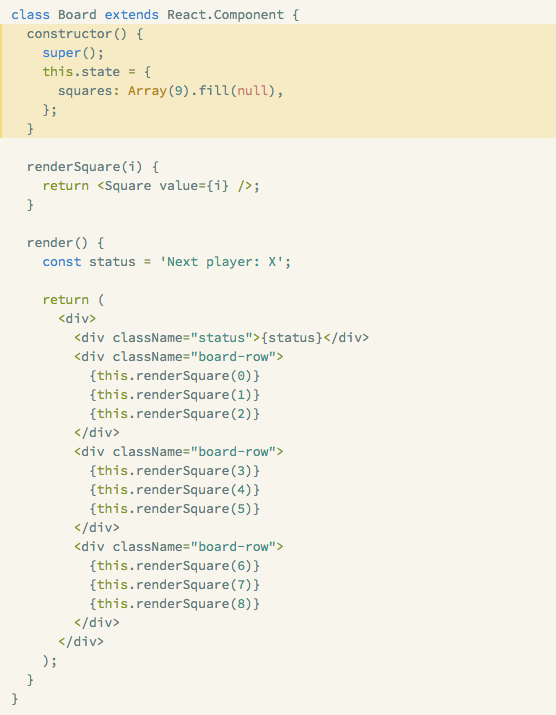 class Board extends React.Component {
  constructor() {
    super();
    this.state = {
      squares: Array(9).fill(null),
    };
  }

  renderSquare(i) {
    return <Square value={i} />;
  }

  render() {
    const status = 'Next player: X';

    return (
      <div>
        <div className="status">{status}</div>
        <div className="board-row">
          {this.renderSquare(0)}
          {this.renderSquare(1)}
          {this.renderSquare(2)}
        </div>
        <div className="board-row">
          {this.renderSquare(3)}
          {this.renderSquare(4)}
          {this.renderSquare(5)}
        </div>
        <div className="board-row">
          {this.renderSquare(6)}
          {this.renderSquare(7)}
          {this.renderSquare(8)}
        </div>
      </div>
    );
  }
}